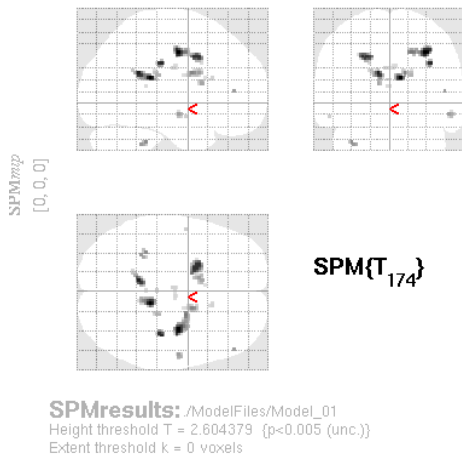 SPMmip
[0, 0, 0]
<
<
<
SPM{T174}
SPMresults: ./ModelFiles/Model_01
Height threshold T = 2.604379 {p<0.005 (unc.)}
Extent threshold k = 0 voxels